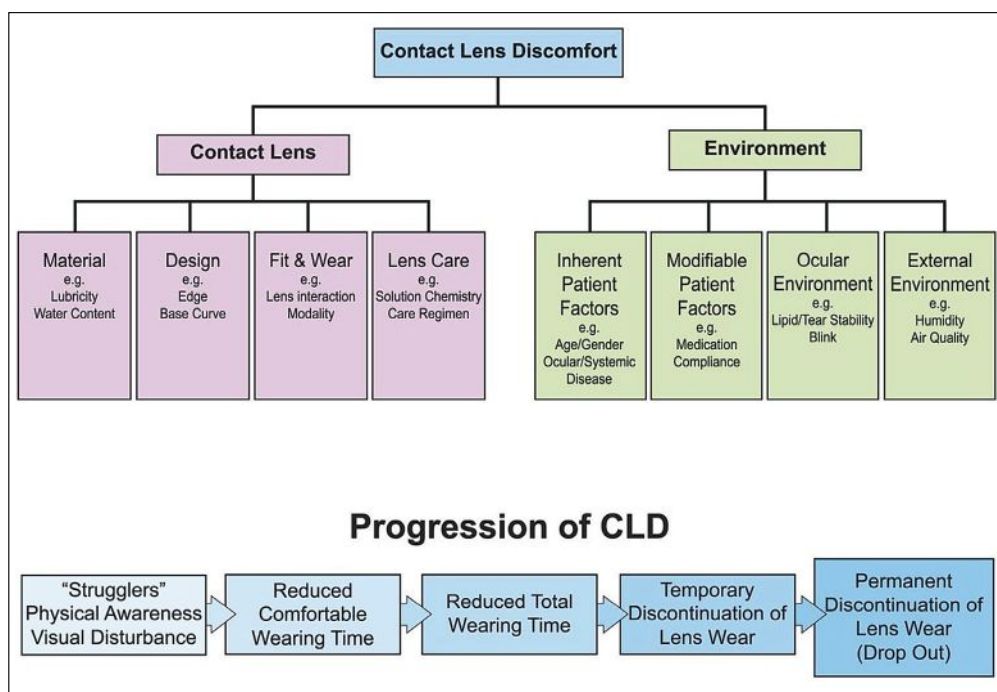 Contact Lens Discomfort
Contact Lens
Environment
Material
e.g.
Lubricity
Water Content
Design
e.g.
Edge
Base Curve
Fit & Wear
e.g.
Lens interaction
Modality
Lens Care
e.g.
Solution Chemistry
Care Regimen
Inherent
Patient
Factors
e.g.
Age/Gender
Ocular/Systemic
Disease
Modifiable
Patient
Factors
e.g.
Medication
Compliance
Ocular
Environment
e.g.
Lipid/Tear Stability
Blink
External
Environment
e.g.
Humidity
Air Quality
Progression of CLD
“Strugglers”
Physical Awareness
Visual Disturbance
Reduced
Comfortable
Wearing Time
Reduced Total
Wearing Time
Temporary
Discontinuation of
Lens Wear
Permanent
Discontinuation of
Lens Wear
(Drop Out)